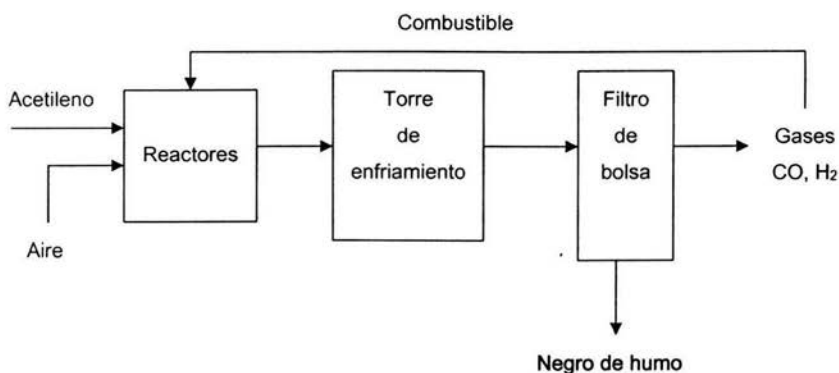 Combustible
Acetileno
Aire
Reactores
Torre
de
enfriamiento
Filtro
de
bolsa
Gases
CO, H₂
Negro de humo